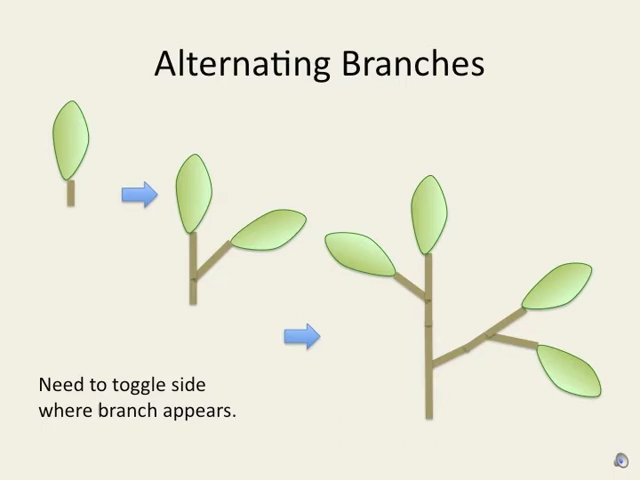 Alternating Branches
Need to toggle side
where branch appears.